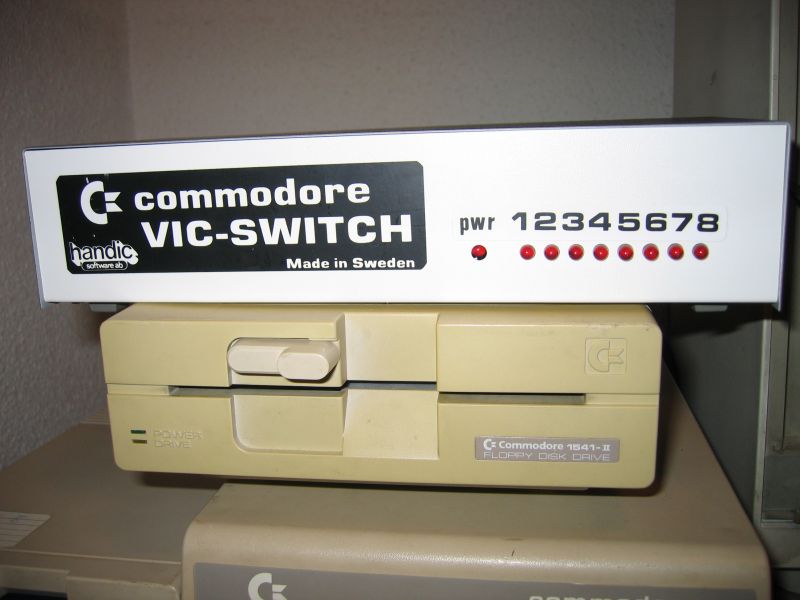 commodore
VIC-SWITCH
handic
software ab
Made in Sweden
pwr 12345678
POWER
DRIVE
Commodore 1541-II
FLOPPY DISK DRIVE
commodore